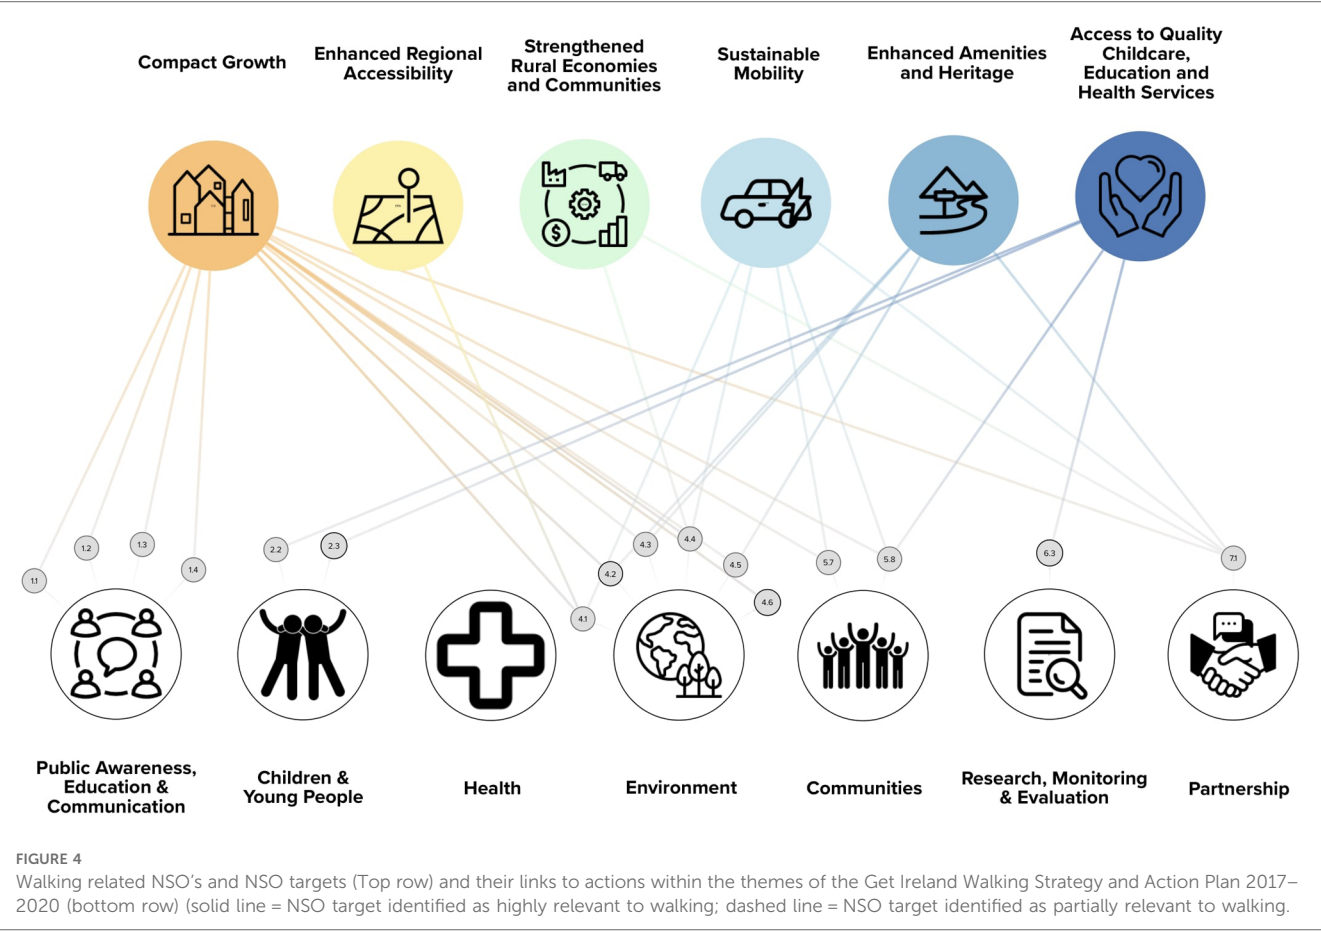 Compact Growth
Enhanced Regional
Accessibility
Strengthened
Rural Economies
and Communities
Sustainable
Mobility
Enhanced Amenities
and Heritage
Access to Quality
Childcare,
Education and
Health Services
$
1.1
1.2
1.3
1.4
2.2
2.3
4.1
4.2
4.3
4.4
4.5
4.6
5.7
5.8
6.3
7.1
Public Awareness,
Education &
Communication
Children &
Young People
Health
Environment
Communities
Research, Monitoring
& Evaluation
Partnership
FIGURE 4
Walking related NSO's and NSO targets (Top row) and their links to actions within the themes of the Get Ireland Walking Strategy and Action Plan 2017–
2020 (bottom row) (solid line = NSO target identified as highly relevant to walking; dashed line = NSO target identified as partially relevant to walking.